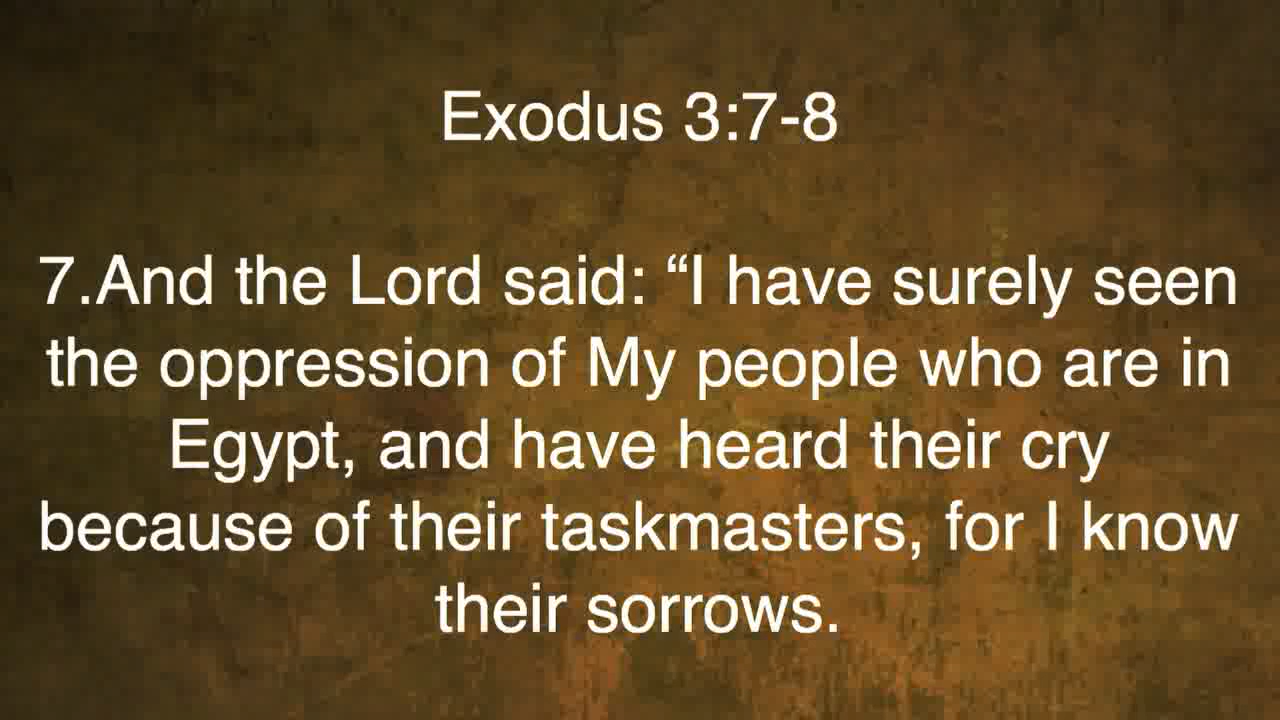 Exodus 3:7-8
7.And the Lord said: “I have surely seen
the oppression of My people who are in
Egypt, and have heard their cry
because of their taskmasters, for I know
their sorrows.